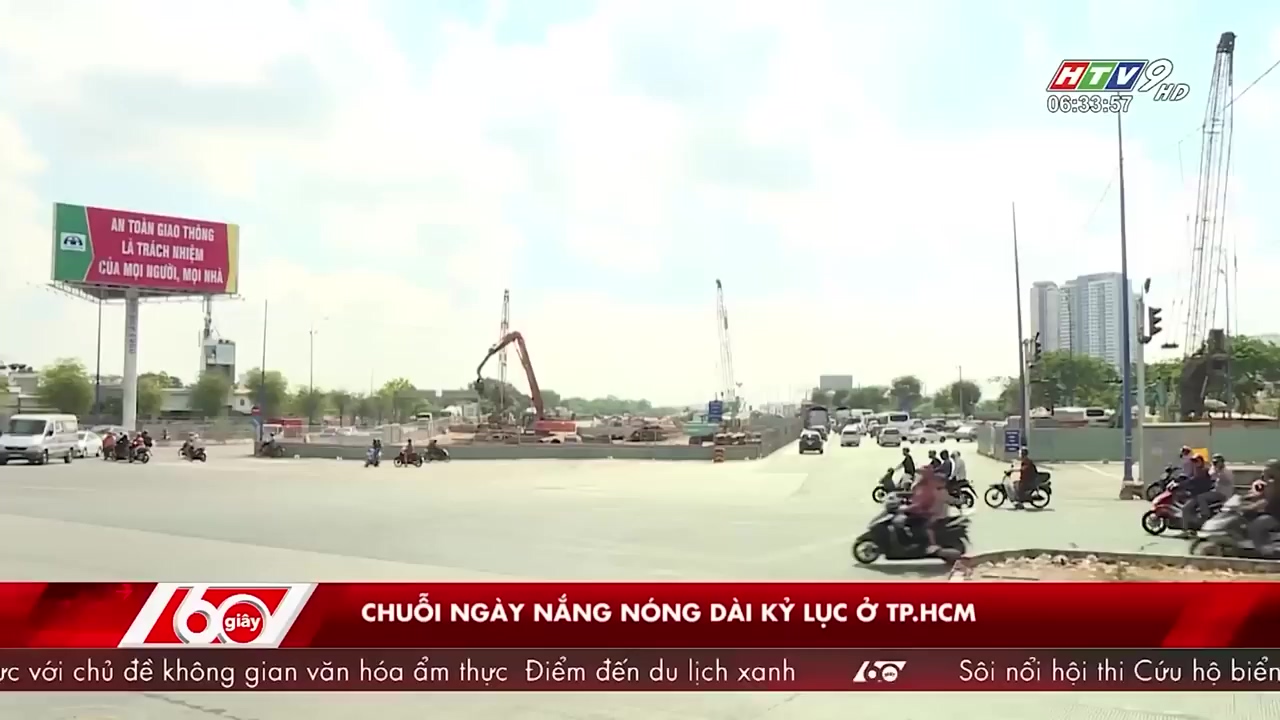 HTV9 HD
06:33:57
AN TOÀN GIAO THÔNG
LÀ TRÁCH NHIỆM
CỦA MỌI NGƯỜI, MỌI NHÀ
60 giây
CHUỖI NGÀY NẮNG NÓNG DÀI KỶ LỤC Ở TP.HCM
ực với chủ đề không gian văn hóa ẩm thực Điểm đến du lịch xanh 60 Sôi nổi hội thi Cứu hộ biển